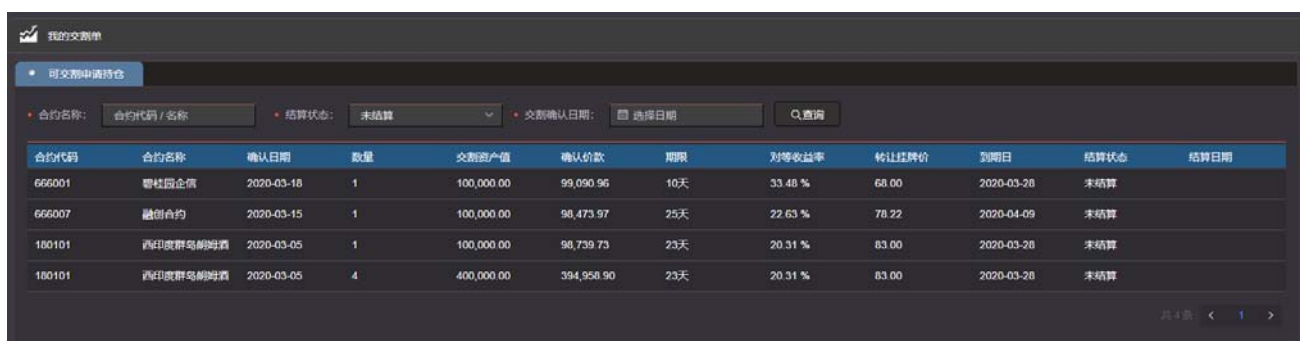 我的交割单
可交割申请持仓
合约名称: 合约代码 / 名称 结算状态: 未结算 交割确认日期: 选择日期 查询
合约代码 合约名称 确认日期 数量 交割资产值 确认价款 期限 对等收益率 转让挂牌价 到期日 结算状态 结算日期
666001 碧桂园企信 2020-03-18 1 100,000.00 99,090.96 10天 33.48 % 68.00 2020-03-28 未结算
666007 融创合约 2020-03-15 1 100,000.00 98,473.97 25天 22.63 % 78.22 2020-04-09 未结算
180101 西印度群岛朗姆酒 2020-03-05 1 100,000.00 98,739.73 23天 20.31 % 83.00 2020-03-28 未结算
180101 西印度群岛朗姆酒 2020-03-05 4 400,000.00 394,958.90 23天 20.31 % 83.00 2020-03-28 未结算
共 4 条 < 1 >